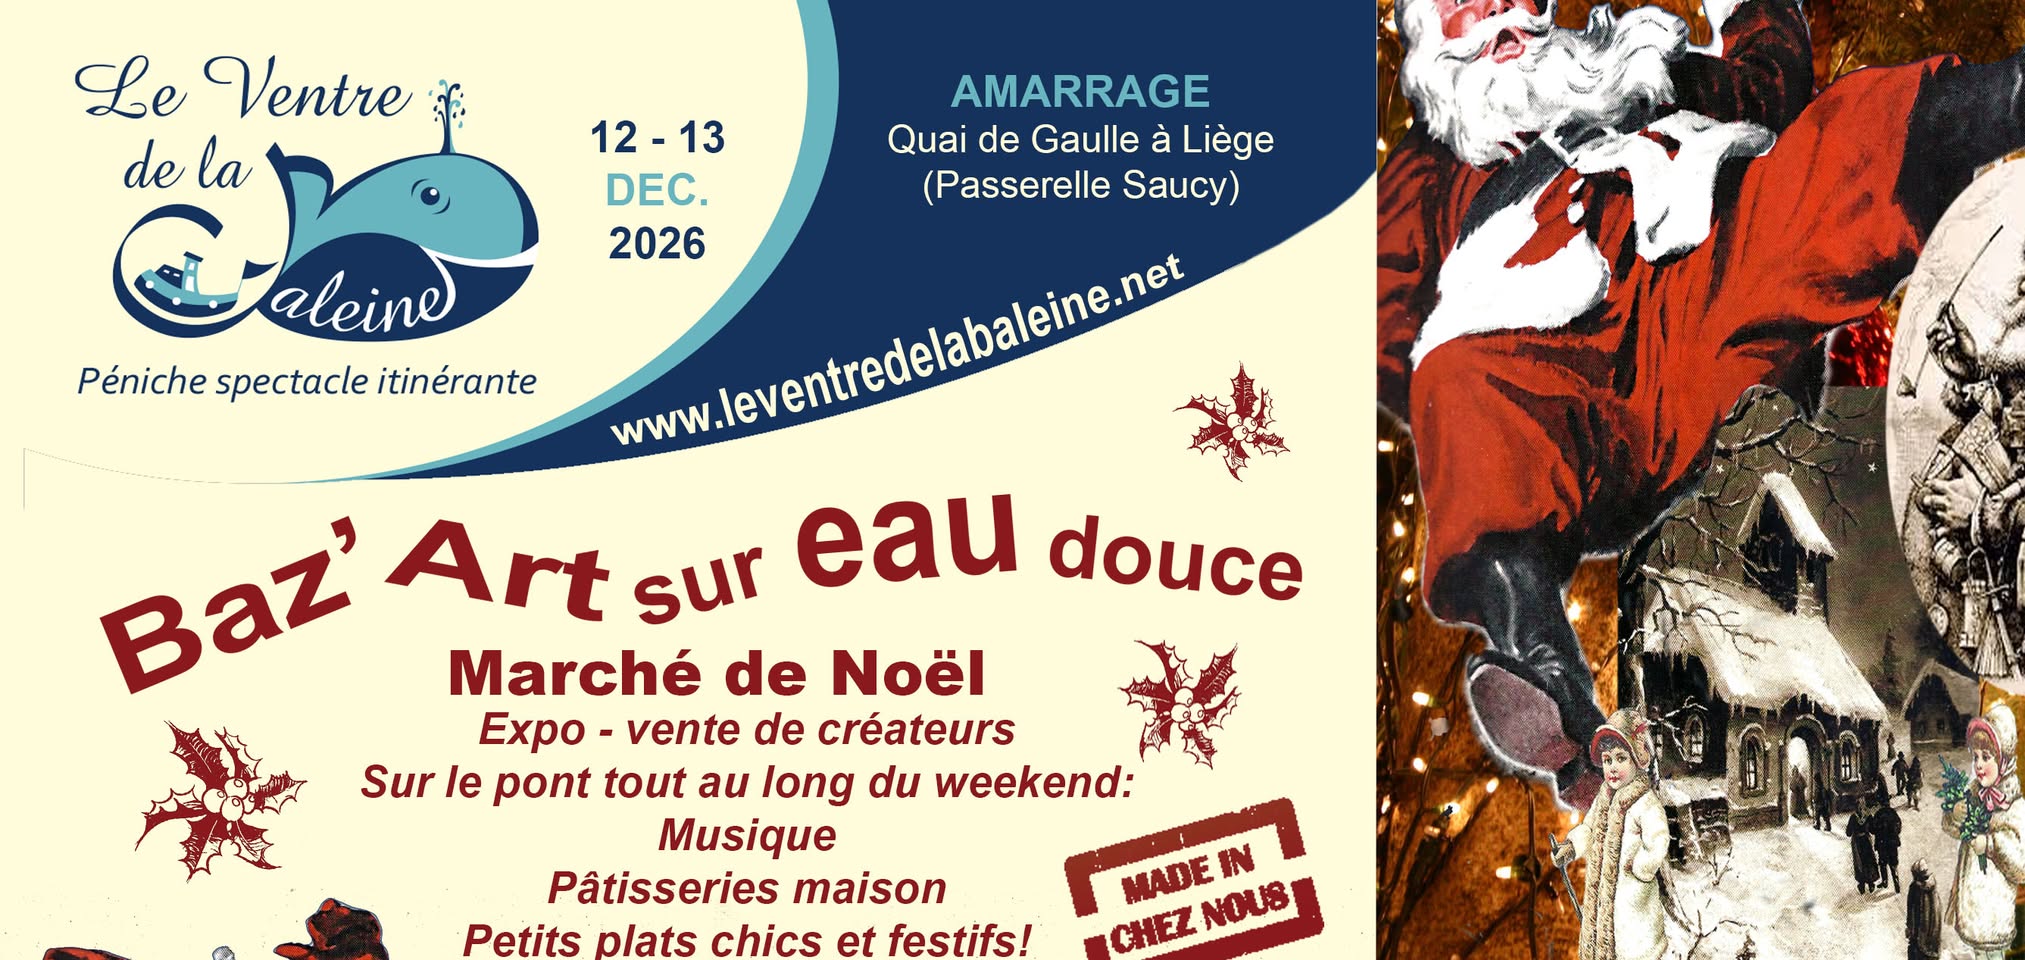 Le Ventre
de la
Baleine
Péniche spectacle itinérante
12 - 13
DEC.
2026
AMARRAGE
Quai de Gaulle à Liège
(Passerelle Saucy)
www.leventredelabaleine.net
Baz’Art sur eau douce
Marché de Noël
Expo - vente de créateurs
Sur le pont tout au long du weekend:
Musique
Pâtisseries maison
Petits plats chics et festifs!
MADE IN
CHEZ NOUS